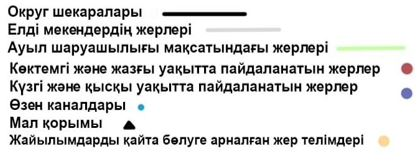 Округ шекаралары
Елді мекендердің жерлері
Ауыл шаруашылығы мақсатындағы жерлері
Көктемгі және жазғы уақытта пайдаланатын жерлер
Күзгі және қысқы уақытта пайдаланатын жерлер
Өзен каналдары
Мал қорымы
Жайылымдарды қайта бөлуге арналған жер телімдері